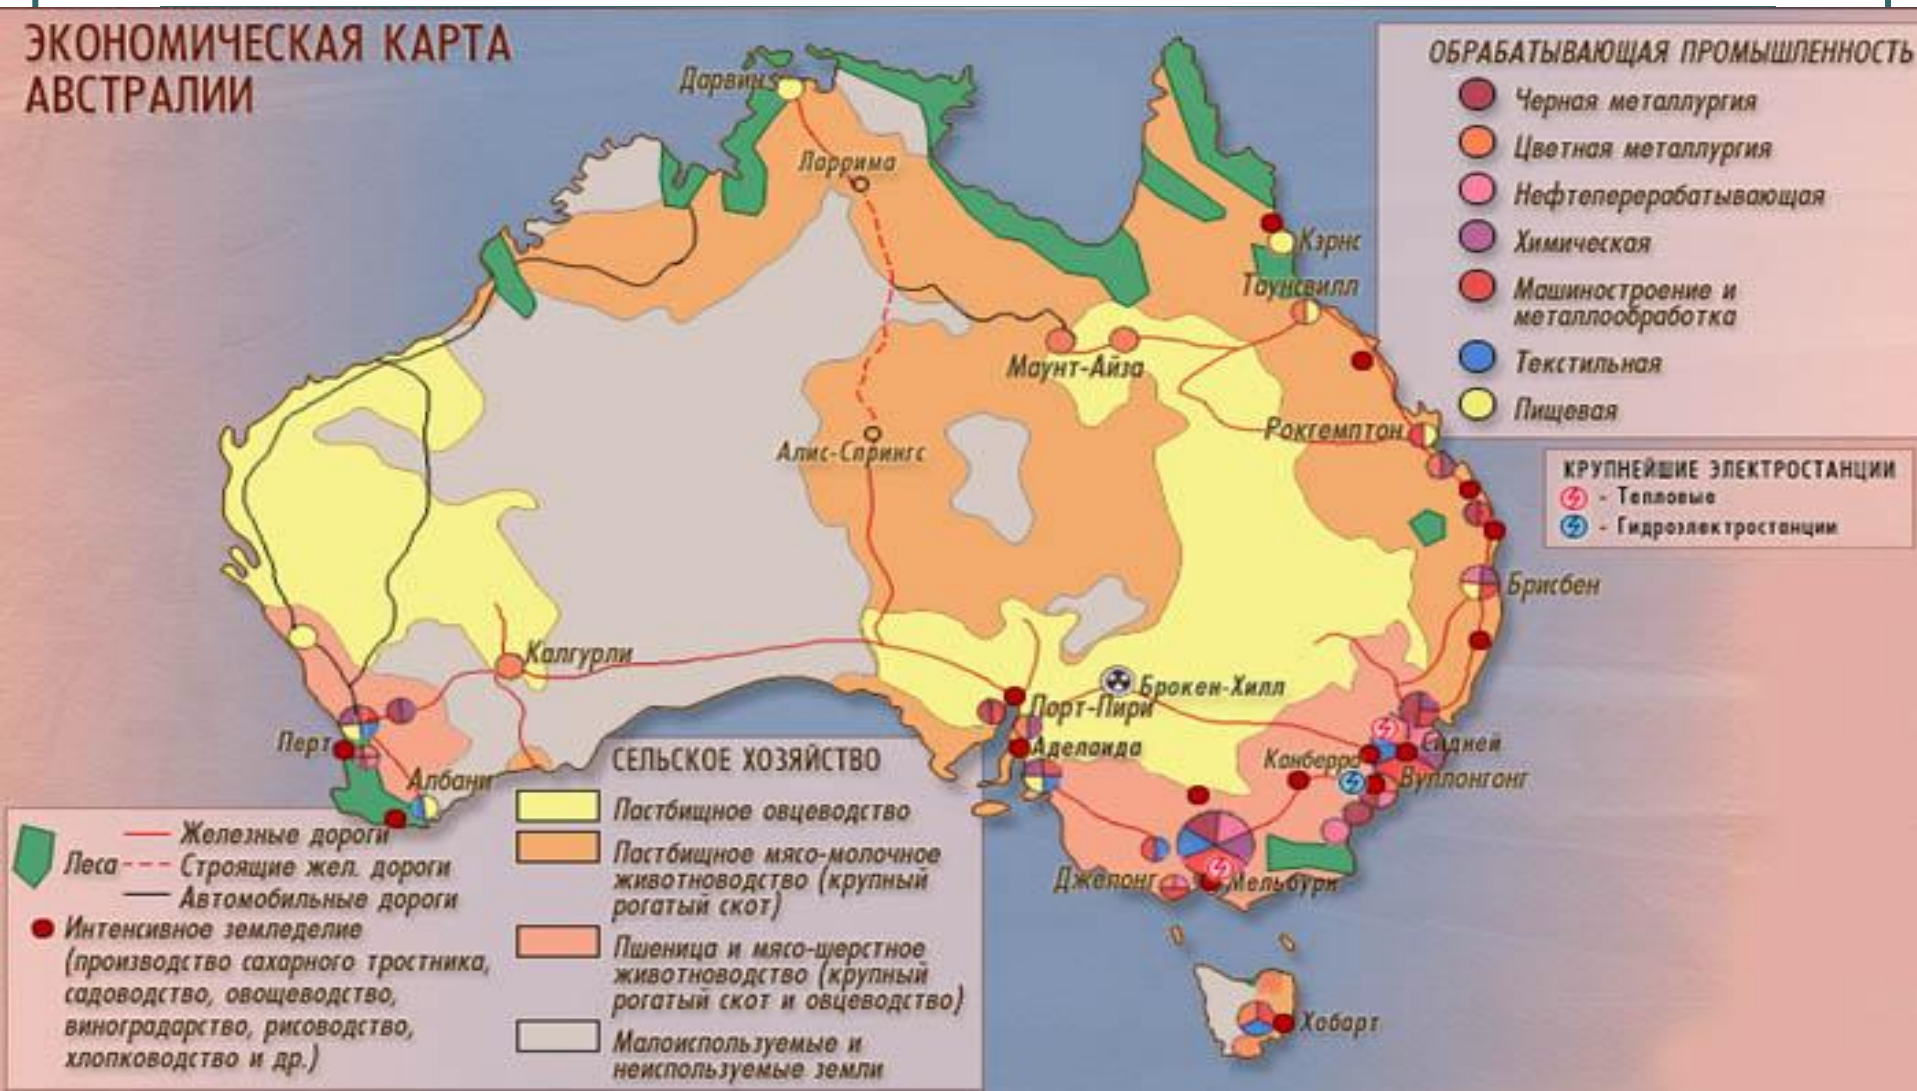 ЭКОНОМИЧЕСКАЯ КАРТА
АВСТРАЛИИ
ОБРАБАТЫВАЮЩАЯ ПРОМЫШЛЕННОСТЬ
Черная металлургия
Цветная металлургия
Нефтеперерабатывающая
Химическая
Машиностроение и
металлообработка
Текстильная
Пищевая
КРУПНЕЙШИЕ ЭЛЕКТРОСТАНЦИИ
- Тепловые
- Гидроэлектростанции
Дарвин
Ларрима
Кэрнс
Таунсвилл
Маунт-Айза
Рокгемптон
Алис-Спрингс
Брисбен
Калгурли
Брокен-Хилл
Порт-Пири
Перт
Аделаида
Сидней
Канберра
Вуллонгонг
Албани
Джелонг
Мельбурн
Хобарт
СЕЛЬСКОЕ ХОЗЯЙСТВО
Пастбищное овцеводство
Пастбищное мясо-молочное
животноводство (крупный
рогатый скот)
Пшеница и мясо-шерстное
животноводство (крупный
рогатый скот и овцеводство)
Малоиспользуемые и
неиспользуемые земли
Леса
Железные дороги
Строящие жел. дороги
Автомобильные дороги
Интенсивное земледелие
(производство сахарного тростника,
садоводство, овощеводство,
виноградарство, рисоводство,
хлопководство и др.)